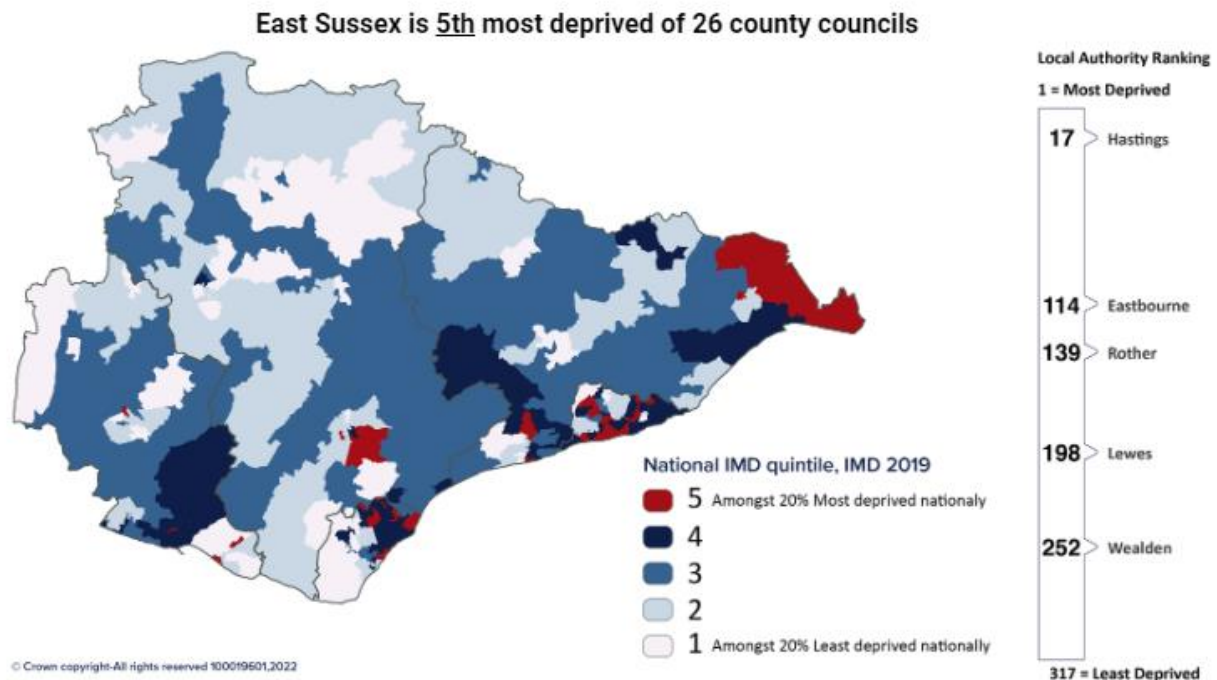 East Sussex is 5th most deprived of 26 county councils
Local Authority Ranking
1 = Most Deprived
17 Hastings
114 Eastbourne
139 Rother
198 Lewes
252 Wealden
317 = Least Deprived
National IMD quintile, IMD 2019
5 Amongst 20% Most deprived nationaly
4
3
2
1 Amongst 20% Least deprived nationally
© Crown copyright-All rights reserved 100019601,2022